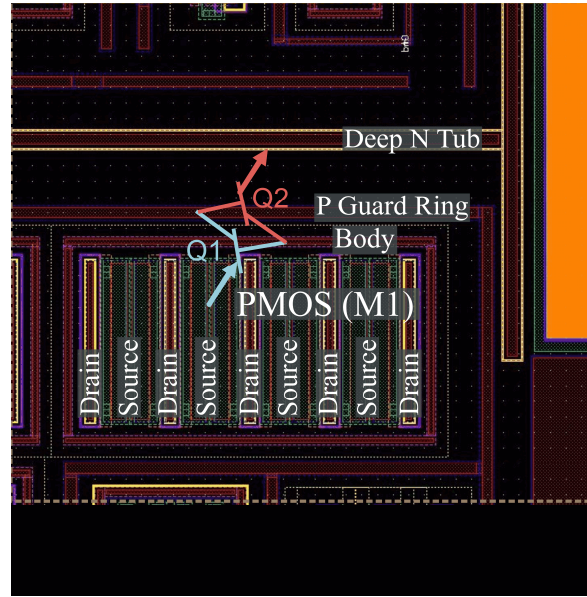 Deep N Tub
Q2
P Guard Ring
Q1
Body
PMOS (M1)
Drain
Source
Drain
Source
Drain
Source
Drain
Source
Drain